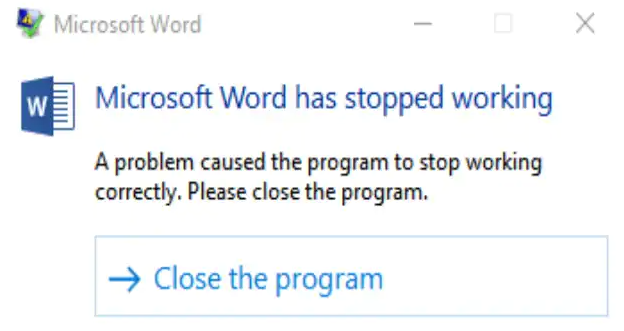 Microsoft Word
W
Microsoft Word has stopped working
A problem caused the program to stop working
correctly. Please close the program.
Close the program